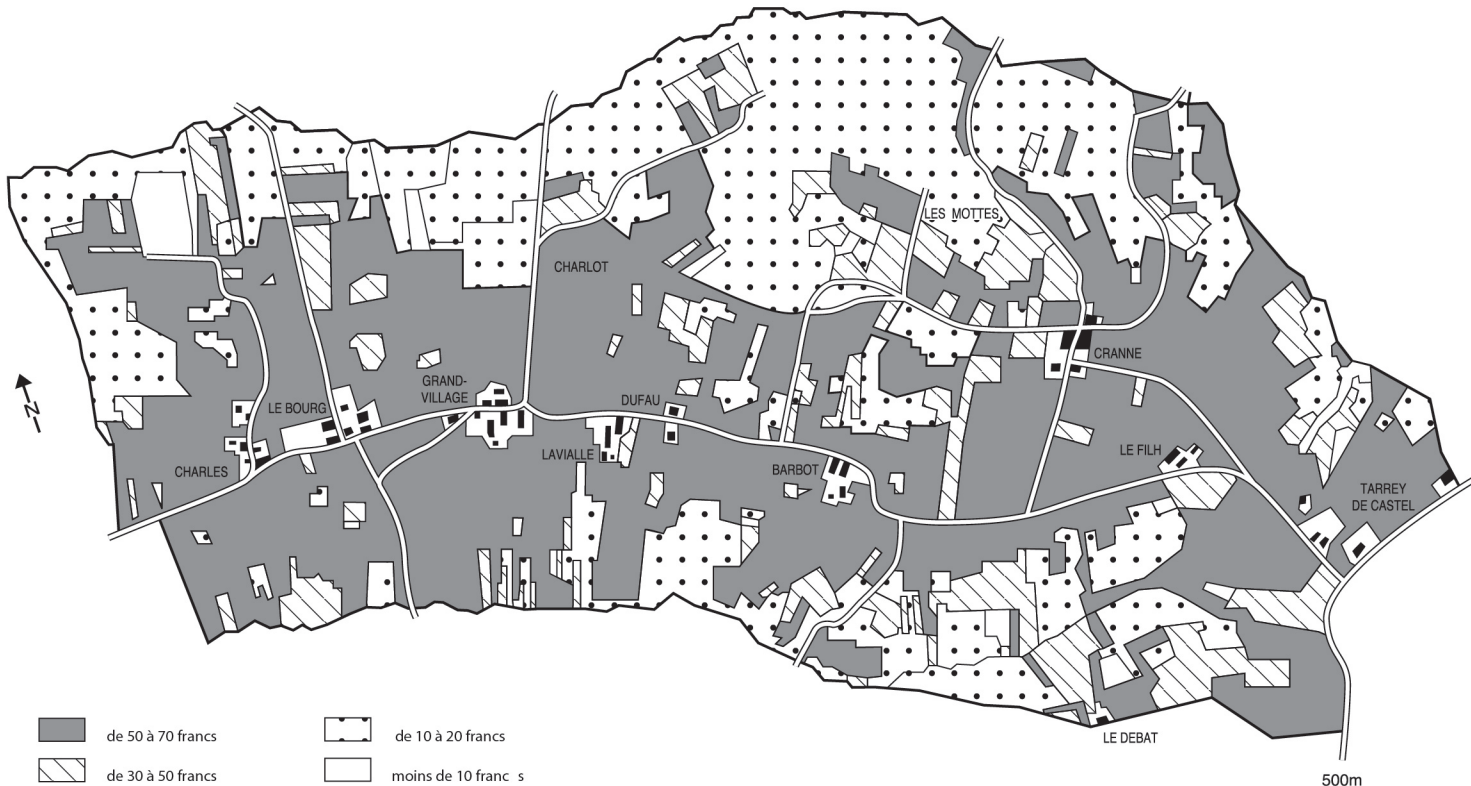 LES MOTTES
CHARLOT
CRANNE
GRAND-
VILLAGE
DUFAU
LE BOURG
LAVIALLE
LE FILH
BARBOT
CHARLES
TARREY
DE CASTEL
N
LE DEBAT
de 50 à 70 francs
de 10 à 20 francs
de 30 à 50 francs
moins de 10 franc s
500m